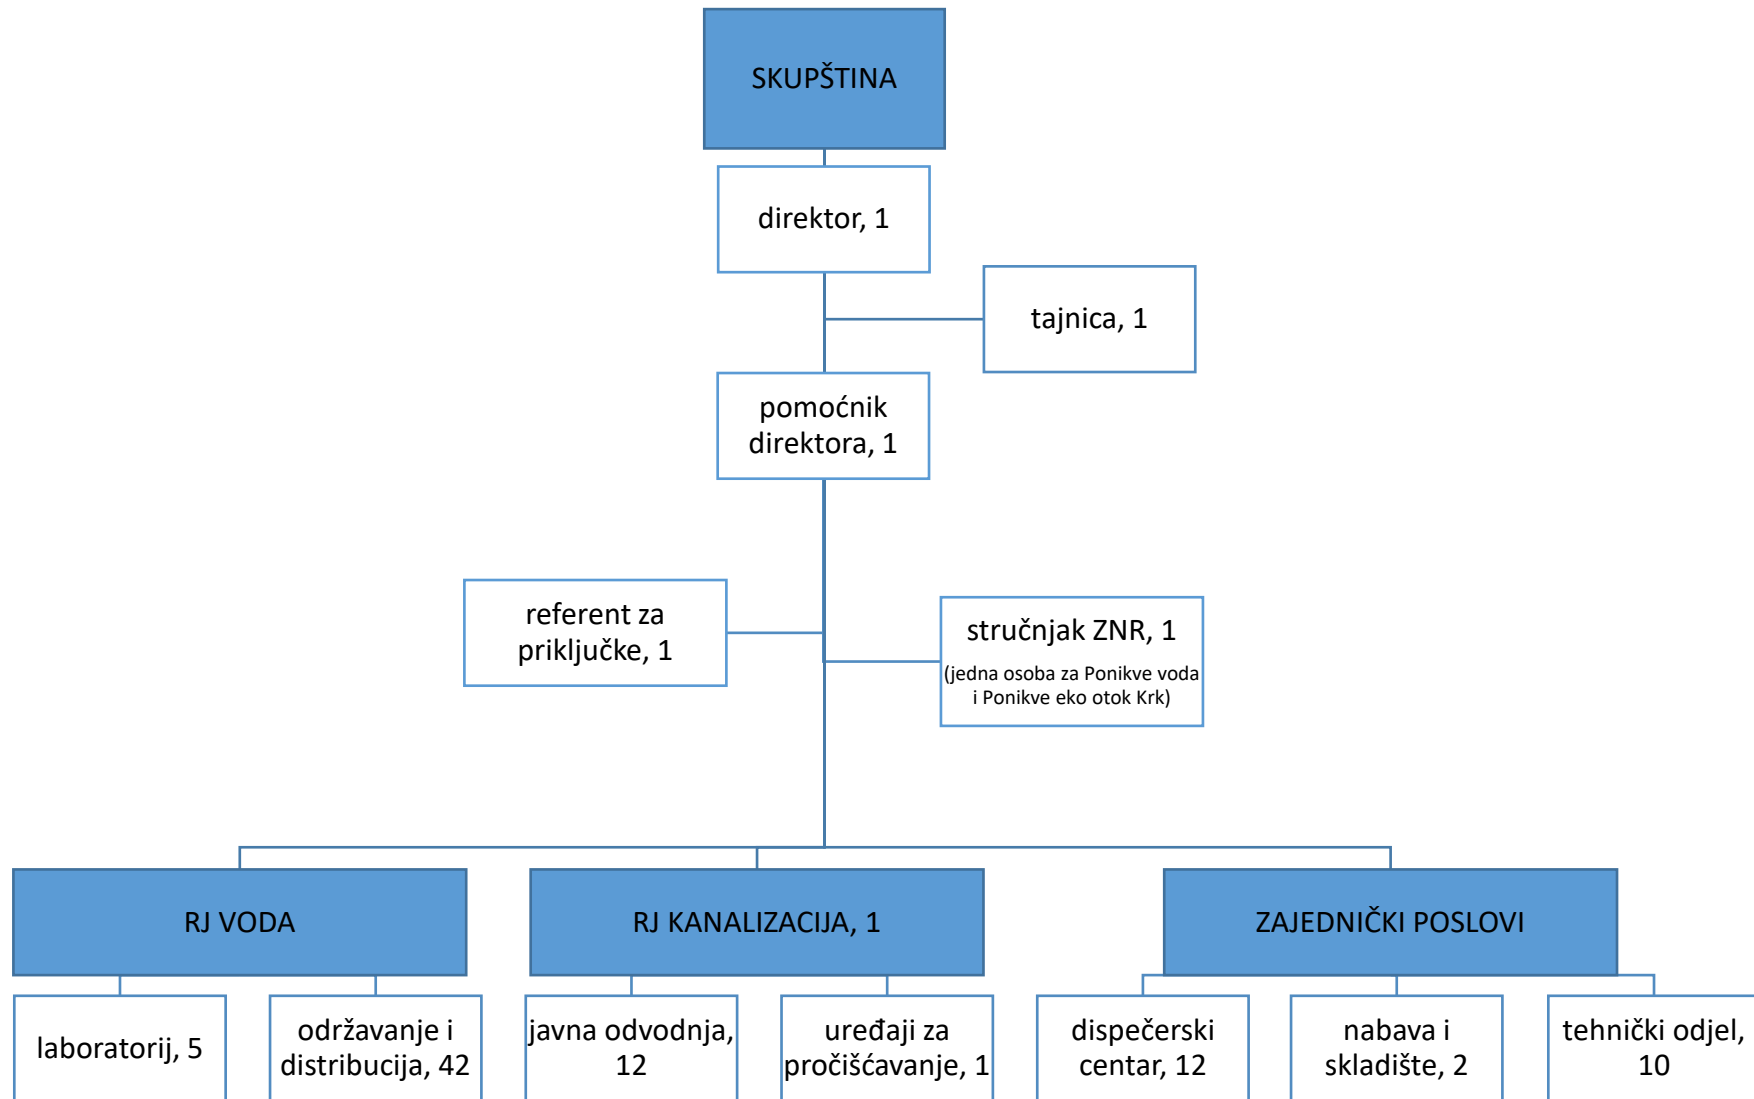 SKUPŠTINA
direktor, 1
tajnica, 1
pomoćnik
direktora, 1
referent za
priključke, 1
stručnjak ZNR, 1
(jedna osoba za Ponikve voda
i Ponikve eko otok Krk)
RJ VODA
RJ KANALIZACIJA, 1
ZAJEDNIČKI POSLOVI
laboratorij, 5
održavanje i
distribucija, 42
javna odvodnja,
12
uređaji za
pročišćavanje, 1
dispečerski
centar, 12
nabava i
skladište, 2
tehnički odjel,
10